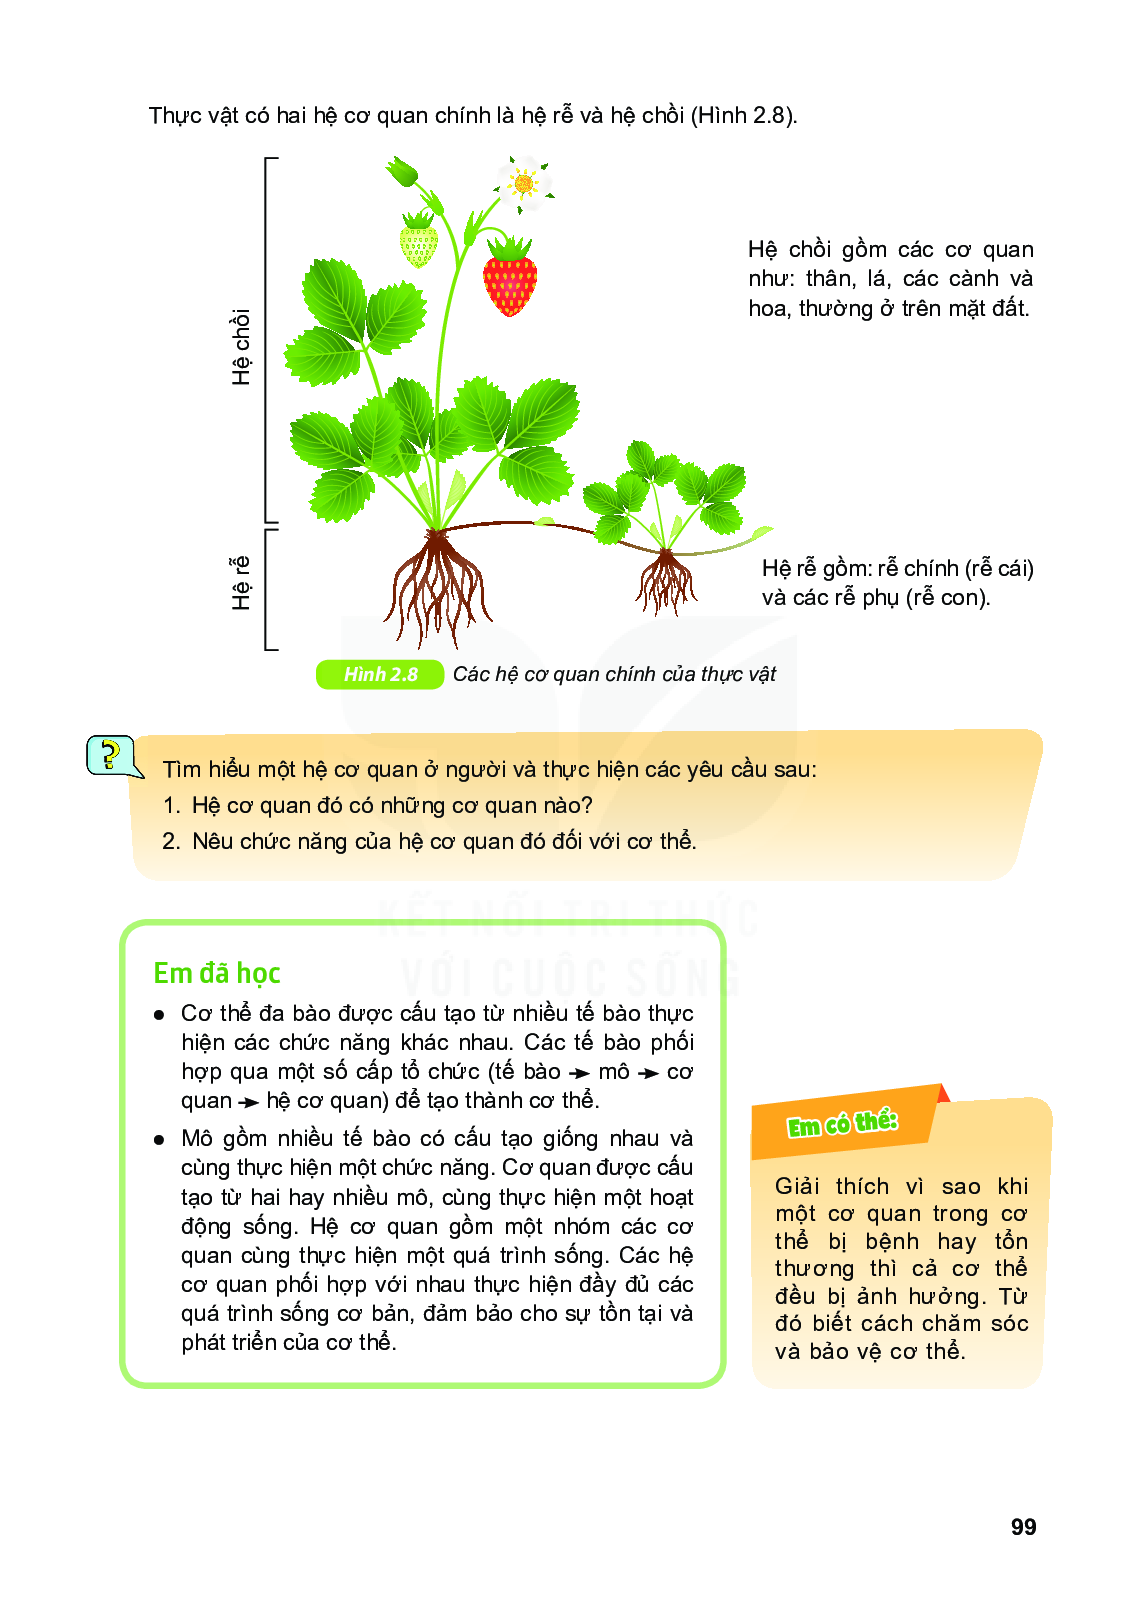 Thực vật có hai hệ cơ quan chính là hệ rễ và hệ chồi (Hình 2.8).
Hệ chồi
Hệ chồi gồm các cơ quan
như: thân, lá, các cành và
hoa, thường ở trên mặt đất.
Hệ rễ
Hệ rễ gồm: rễ chính (rễ cái)
và các rễ phụ (rễ con).
Hình 2.8 Các hệ cơ quan chính của thực vật
?
Tìm hiểu một hệ cơ quan ở người và thực hiện các yêu cầu sau:
1. Hệ cơ quan đó có những cơ quan nào?
2. Nêu chức năng của hệ cơ quan đó đối với cơ thể.
KẾT NỐI TRI THỨC
VỚI CUỘC SỐNG
Em đã học
● Cơ thể đa bào được cấu tạo từ nhiều tế bào thực
hiện các chức năng khác nhau. Các tế bào phối
hợp qua một số cấp tổ chức (tế bào → mô → cơ
quan → hệ cơ quan) để tạo thành cơ thể.
● Mô gồm nhiều tế bào có cấu tạo giống nhau và
cùng thực hiện một chức năng. Cơ quan được cấu
tạo từ hai hay nhiều mô, cùng thực hiện một hoạt
động sống. Hệ cơ quan gồm một nhóm các cơ
quan cùng thực hiện một quá trình sống. Các hệ
cơ quan phối hợp với nhau thực hiện đầy đủ các
quá trình sống cơ bản, đảm bảo cho sự tồn tại và
phát triển của cơ thể.
Em có thể:
Giải thích vì sao khi
một cơ quan trong cơ
thể bị bệnh hay tổn
thương thì cả cơ thể
đều bị ảnh hưởng. Từ
đó biết cách chăm sóc
và bảo vệ cơ thể.
99